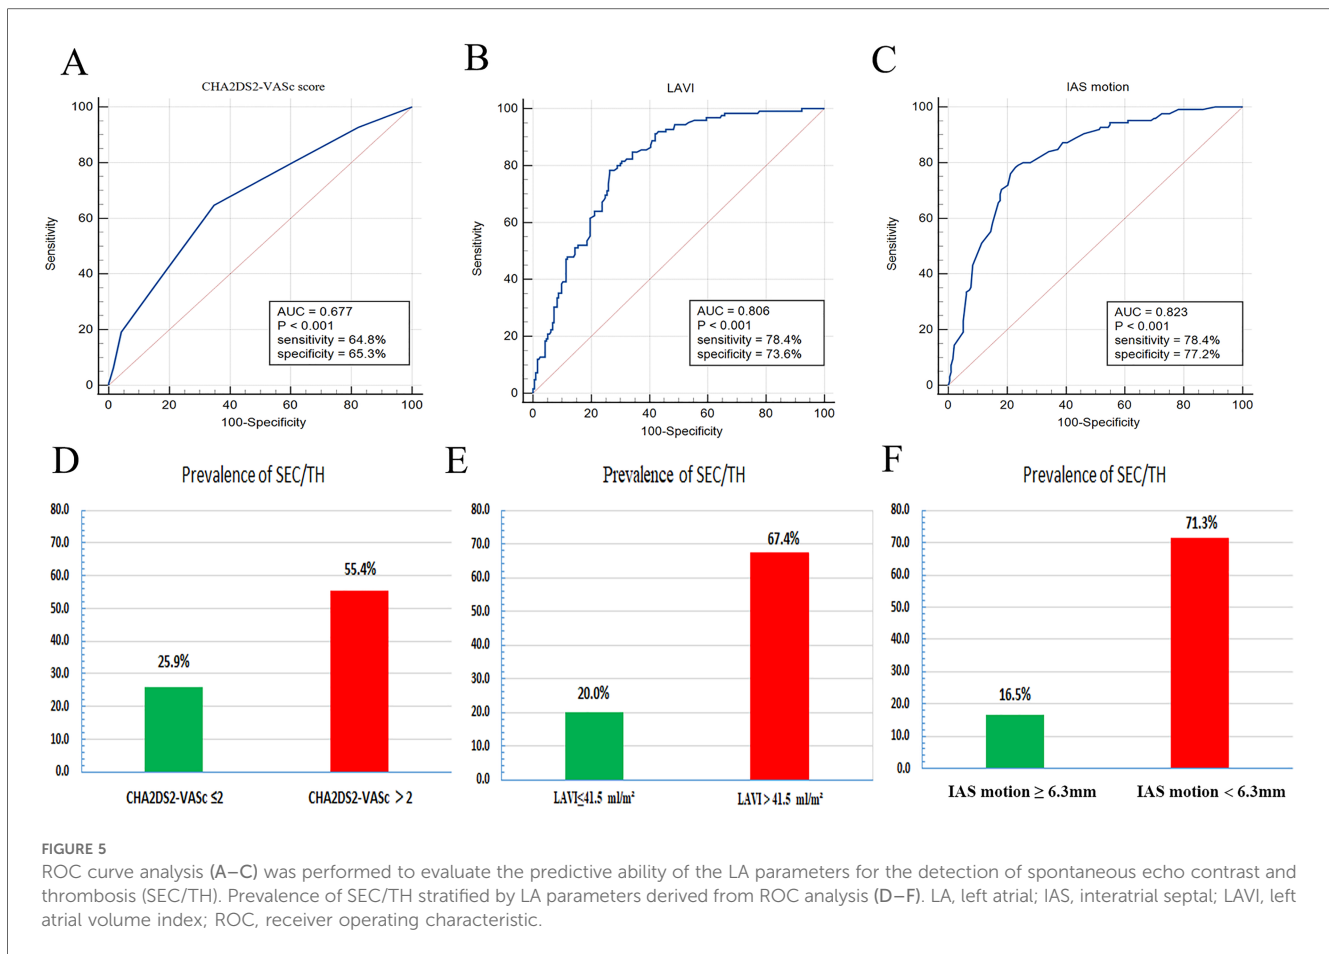 A
CHA2DS2-VASc score
100
80
60
40
20
0
Sensitivity
AUC = 0.677
P < 0.001
sensitivity = 64.8%
specificity = 65.3%
0 20 40 60 80 100
100-Specificity
B
LAVI
100
80
60
40
20
0
Sensitivity
AUC = 0.806
P < 0.001
sensitivity = 78.4%
specificity = 73.6%
0 20 40 60 80 100
100-Specificity
C
IAS motion
100
80
60
40
20
0
Sensitivity
AUC = 0.823
P < 0.001
sensitivity = 78.4%
specificity = 77.2%
0 20 40 60 80 100
100-Specificity
D
Prevalence of SEC/TH
80.0
70.0
60.0
50.0
40.0
30.0
20.0
10.0
0.0
25.9%
55.4%
CHA2DS2-VASc ≤2
CHA2DS2-VASc > 2
E
Prevalence of SEC/TH
80.0
70.0
60.0
50.0
40.0
30.0
20.0
10.0
0.0
20.0%
67.4%
LAVI≤41.5 ml/m²
LAVI > 41.5 ml/m²
F
Prevalence of SEC/TH
80.0
70.0
60.0
50.0
40.0
30.0
20.0
10.0
0.0
16.5%
71.3%
IAS motion ≥ 6.3mm
IAS motion < 6.3mm
FIGURE 5
ROC curve analysis (A–C) was performed to evaluate the predictive ability of the LA parameters for the detection of spontaneous echo contrast and
thrombosis (SEC/TH). Prevalence of SEC/TH stratified by LA parameters derived from ROC analysis (D–F). LA, left atrial; IAS, interatrial septal; LAVI, left
atrial volume index; ROC, receiver operating characteristic.